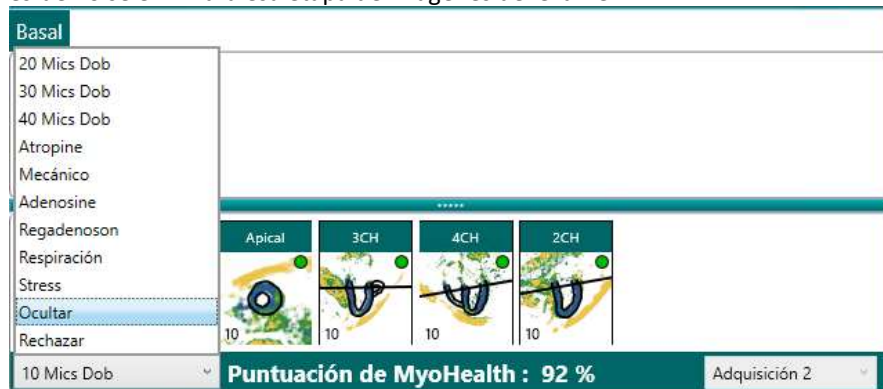 Basal
20 Mics Dob
30 Mics Dob
40 Mics Dob
Atropine
Mecánico
Adenosine
Regadenoson
Respiración
Stress
Ocultar
Rechazar
Apical 3CH 4CH 2CH
10 10 10 10
10 Mics Dob Puntuación de MyoHealth : 92 % Adquisición 2